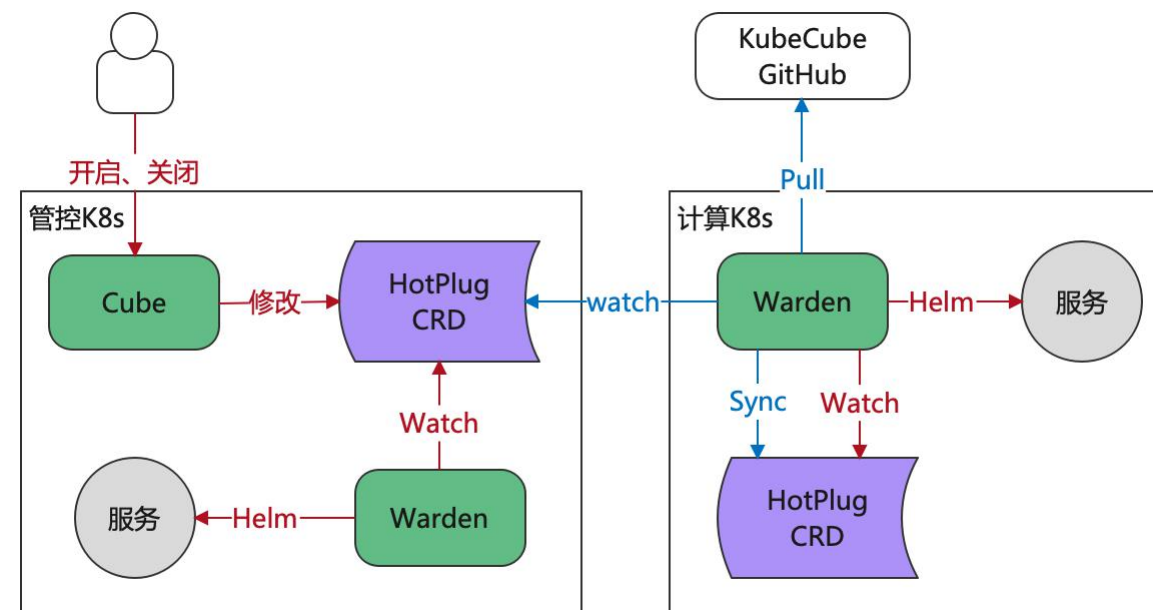 KubeCube
GitHub
开启、关闭
Pull
管控K8s
计算K8s
Cube
修改
HotPlug
CRD
watch
Warden
Helm
服务
Watch
Sync
Watch
服务
Helm
Warden
HotPlug
CRD